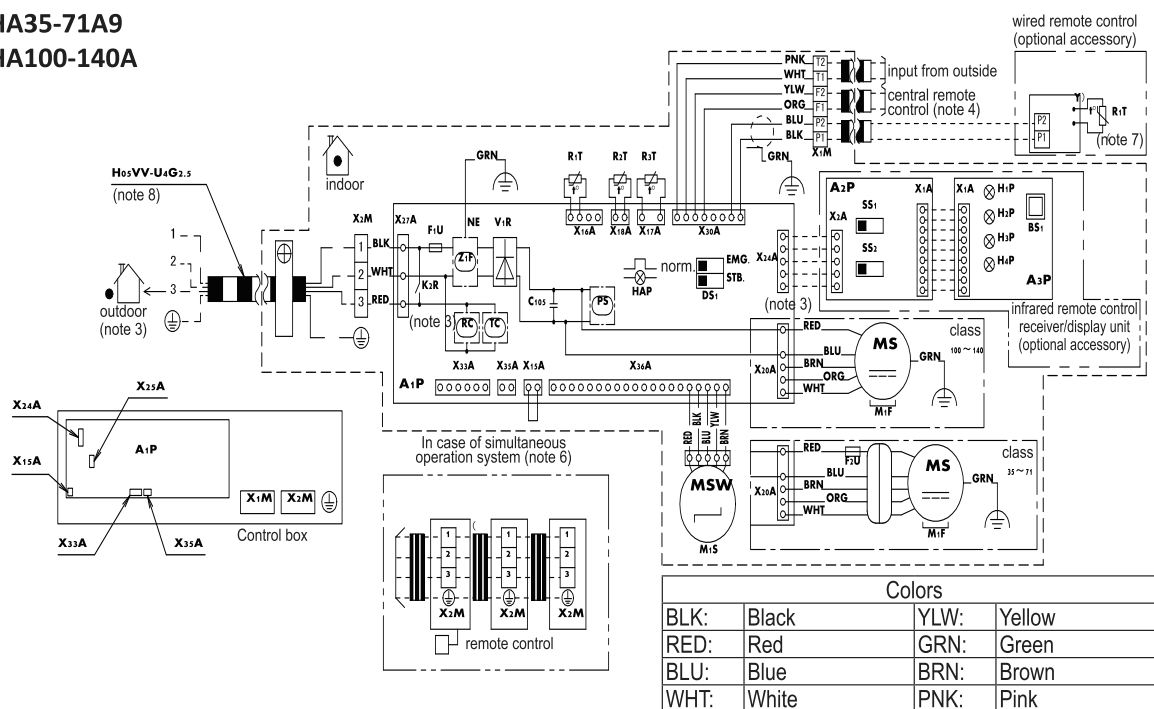 HA35-71A9
HA100-140A
wired remote control
(optional accessory)
PNK T2
WHT T1
YLW F2
ORG F1
BLU P2
BLK P1
X1M
input from outside
central remote
control (note 4)
P2
P1
R1T
(note 7)
indoor
H05VV-U4G2.5
(note 8)
1
2
3
outdoor
(note 3)
X2M
1
2
3
BLK
WHT
RED
X27A
F1U
K2R
NE
Z1F
V1R
GRN
C105
PS
(note 3)
RC
TC
R1T
R2T
R3T
X16A
X18A
X17A
X30A
GRN
HAP
norm.
EMG.
STB.
DS1
X24A
(note 3)
A2P
X2A
SS1
SS2
X1A
X1A
H1P
H2P
H3P
H4P
BS1
A3P
infrared remote control
receiver/display unit
(optional accessory)
A1P
X33A
X35A
X15A
X36A
RED
BLK
BLU
YLW
BRN
MSW
M1S
X20A
RED
BLU
BRN
ORG
WHT
MS
M1F
GRN
class
100~140
X20A
RED
F2U
BLU
BRN
ORG
WHT
MS
M1F
GRN
class
35~71
X24A
X25A
X15A
A1P
X1M
X2M
X33A
X35A
Control box
In case of simultaneous
operation system (note 6)
1
2
3
X2M
1
2
3
X2M
1
2
3
X2M
remote control
Colors
BLK: Black YLW: Yellow
RED: Red GRN: Green
BLU: Blue BRN: Brown
WHT: White PNK: Pink